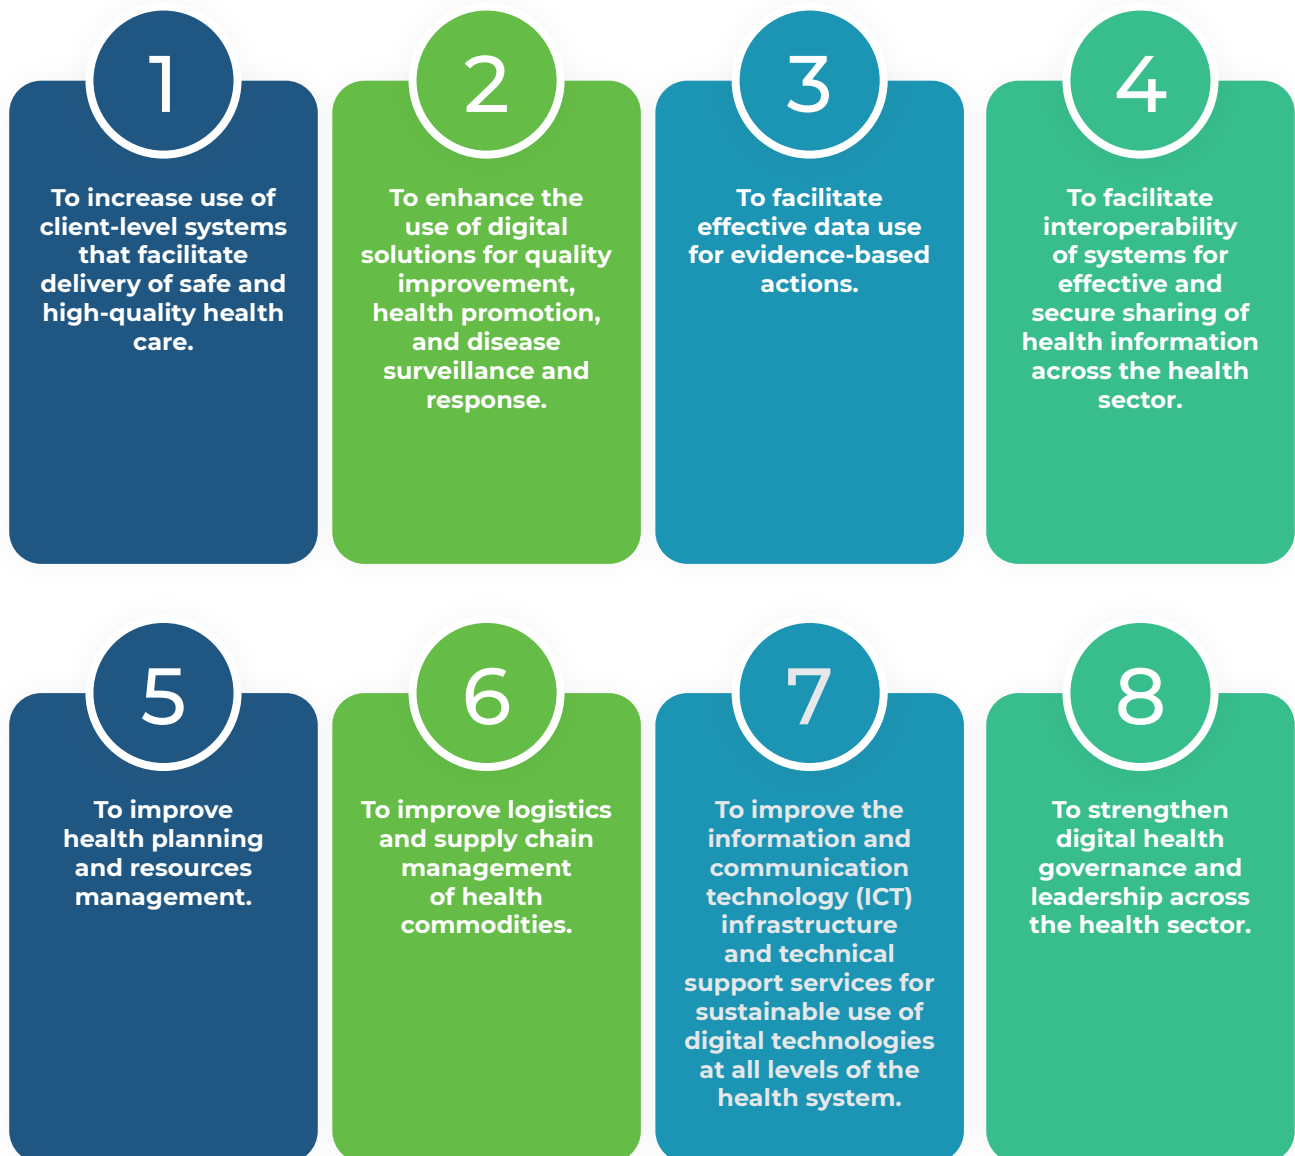 1
To increase use of
client-level systems
that facilitate
delivery of safe and
high-quality health
care.
2
To enhance the
use of digital
solutions for quality
improvement,
health promotion,
and disease
surveillance and
response.
3
To facilitate
effective data use
for evidence-based
actions.
4
To facilitate
interoperability
of systems for
effective and
secure sharing of
health information
across the health
sector.
5
To improve
health planning
and resources
management.
6
To improve logistics
and supply chain
management
of health
commodities.
7
To improve the
information and
communication
technology (ICT)
infrastructure
and technical
support services for
sustainable use of
digital technologies
at all levels of the
health system.
8
To strengthen
digital health
governance and
leadership across
the health sector.